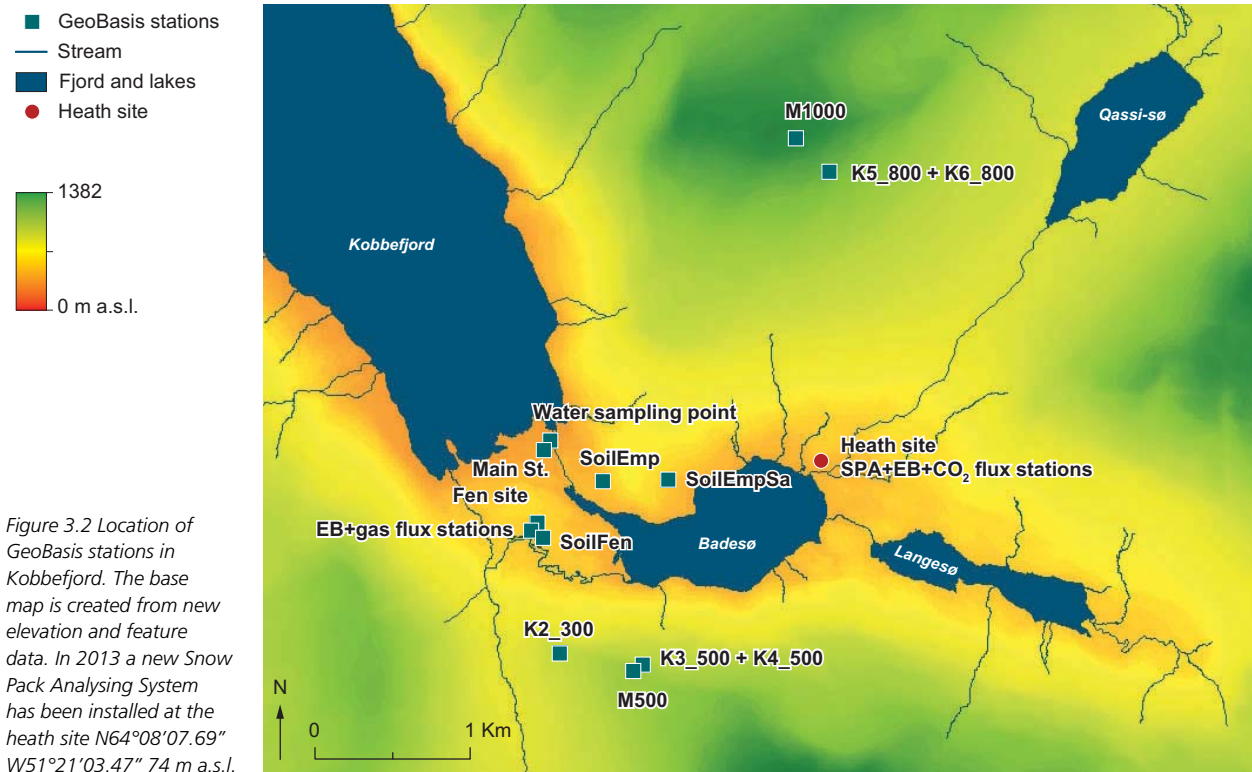 GeoBasis stations
Stream
Fjord and lakes
Heath site
1382
0 m a.s.l.
Figure 3.2 Location of
GeoBasis stations in
Kobbefjord. The base
map is created from new
elevation and feature
data. In 2013 a new Snow
Pack Analysing System
has been installed at the
heath site N64°08’07.69”
W51°21’03.47” 74 m a.s.l.
M1000
Qassi-sø
K5_800 + K6_800
Kobbefjord
Water sampling point
Main St.
SoilEmp
Heath site
SPA+EB+CO₂ flux stations
SoilEmpSa
Fen site
EB+gas flux stations
SoilFen
Badesø
Langesø
K2_300
K3_500 + K4_500
M500
N
0
1 Km